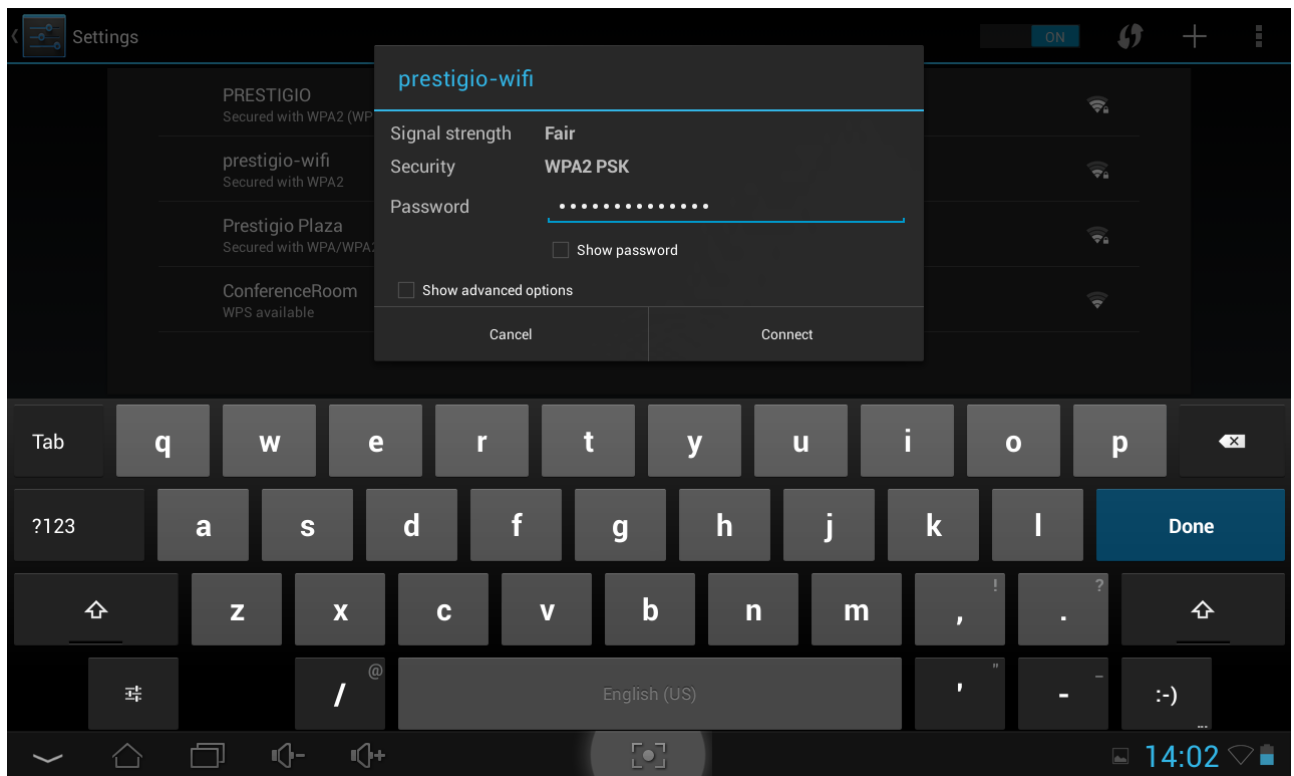 Settings
ON
prestigio-wifi
PRESTIGIO
Secured with WPA2 (WP
prestigio-wifi
Secured with WPA2
Prestigio Plaza
Secured with WPA/WPA2
ConferenceRoom
WPS available
Signal strength Fair
Security WPA2 PSK
Password ••••••••••••••
Show password
Show advanced options
Cancel Connect
Tab q w e r t y u i o p
?123 a s d f g h j k l Done
z x c v b n m , ! . ?
/ @ English (US) ' " - _ :-) ...
14:02